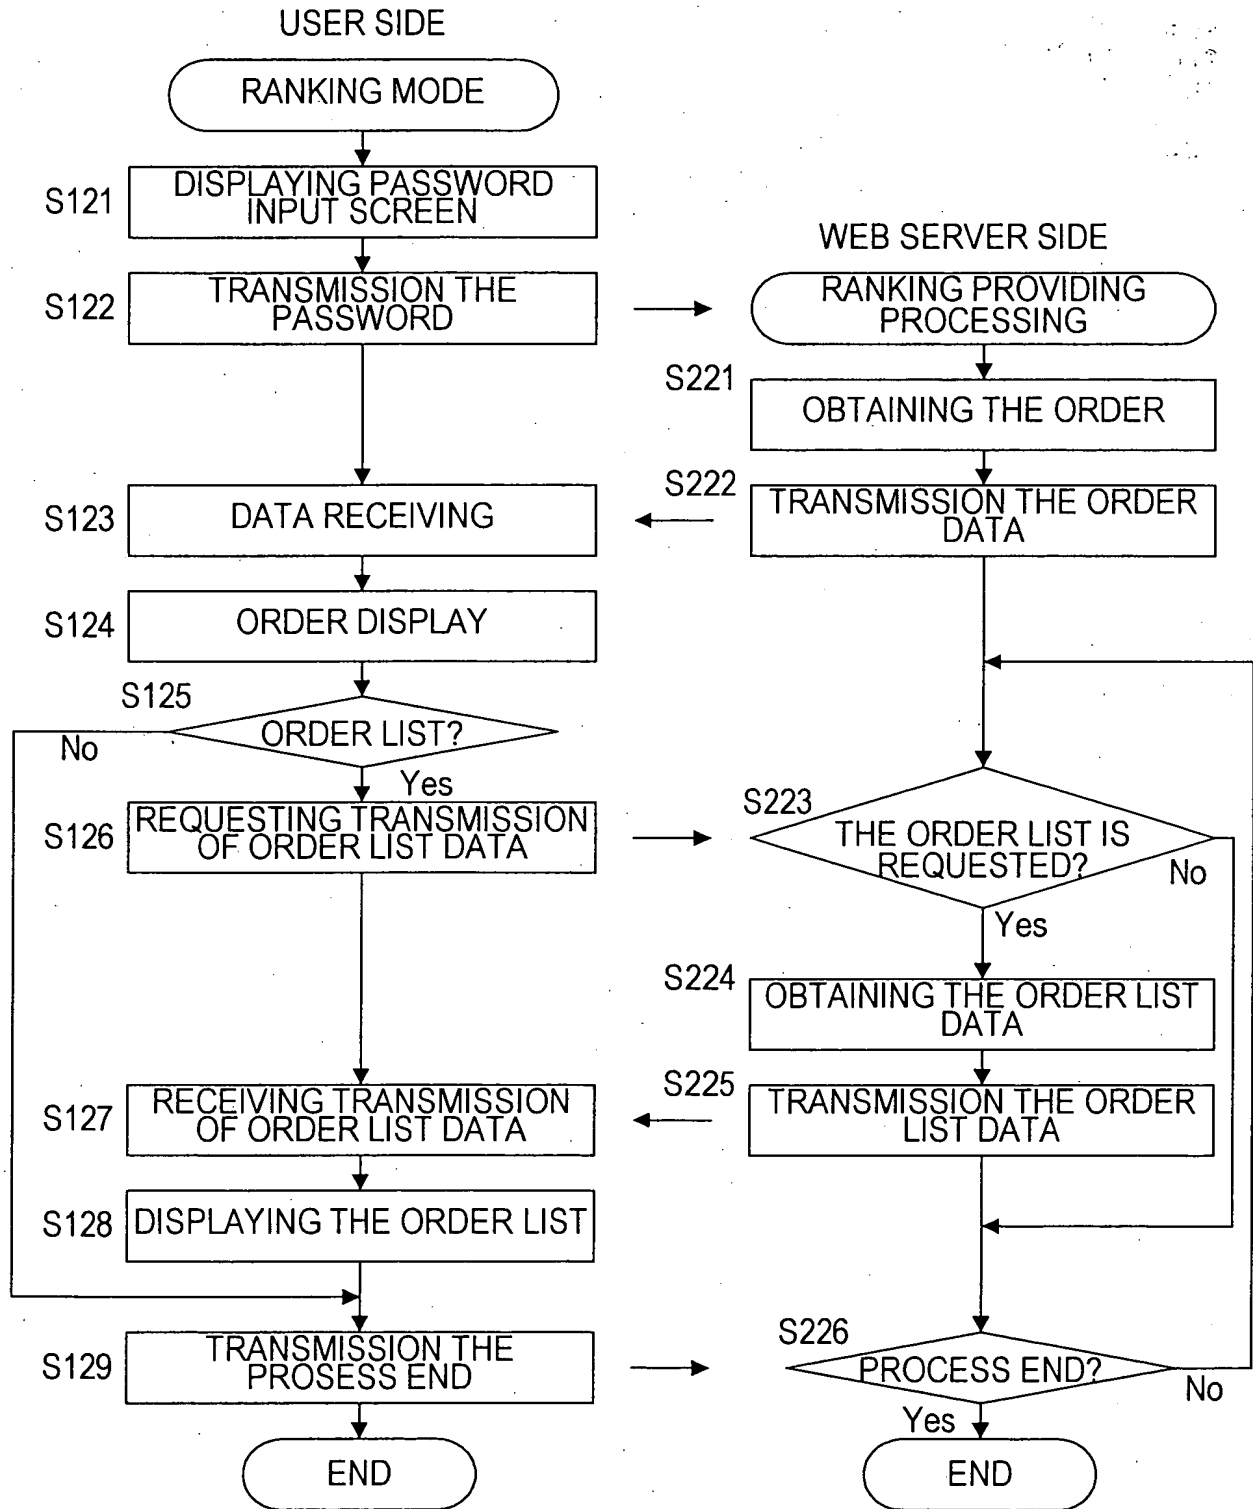 USER SIDE
RANKING MODE
S121
DISPLAYING PASSWORD
INPUT SCREEN
S122
TRANSMISSION THE
PASSWORD
S123
DATA RECEIVING
S124
ORDER DISPLAY
S125
ORDER LIST?
No
Yes
S126
REQUESTING TRANSMISSION
OF ORDER LIST DATA
S127
RECEIVING TRANSMISSION
OF ORDER LIST DATA
S128
DISPLAYING THE ORDER LIST
S129
TRANSMISSION THE
PROSESS END
END
WEB SERVER SIDE
RANKING PROVIDING
PROCESSING
S221
OBTAINING THE ORDER
S222
TRANSMISSION THE ORDER
DATA
S223
THE ORDER LIST IS
REQUESTED?
No
Yes
S224
OBTAINING THE ORDER LIST
DATA
S225
TRANSMISSION THE ORDER
LIST DATA
S226
PROCESS END?
No
Yes
END